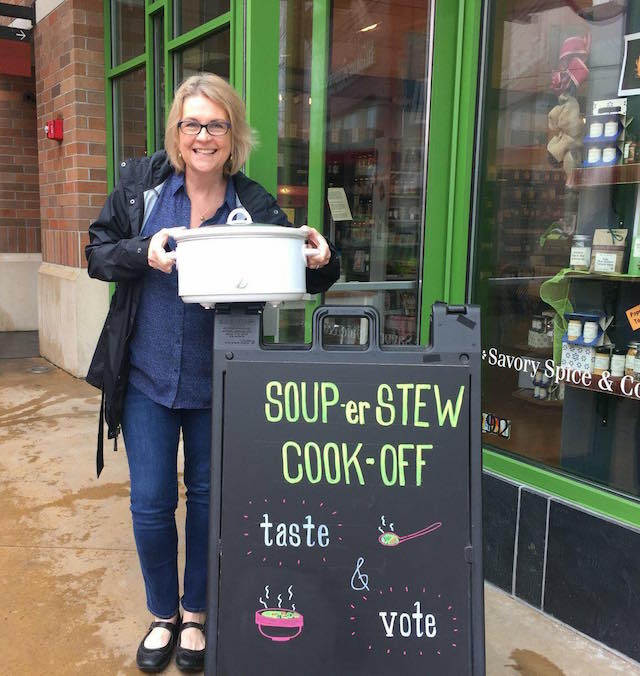 SOUP-er STEW
COOK-OFF
taste
&
vote
& Savory Spice & Co